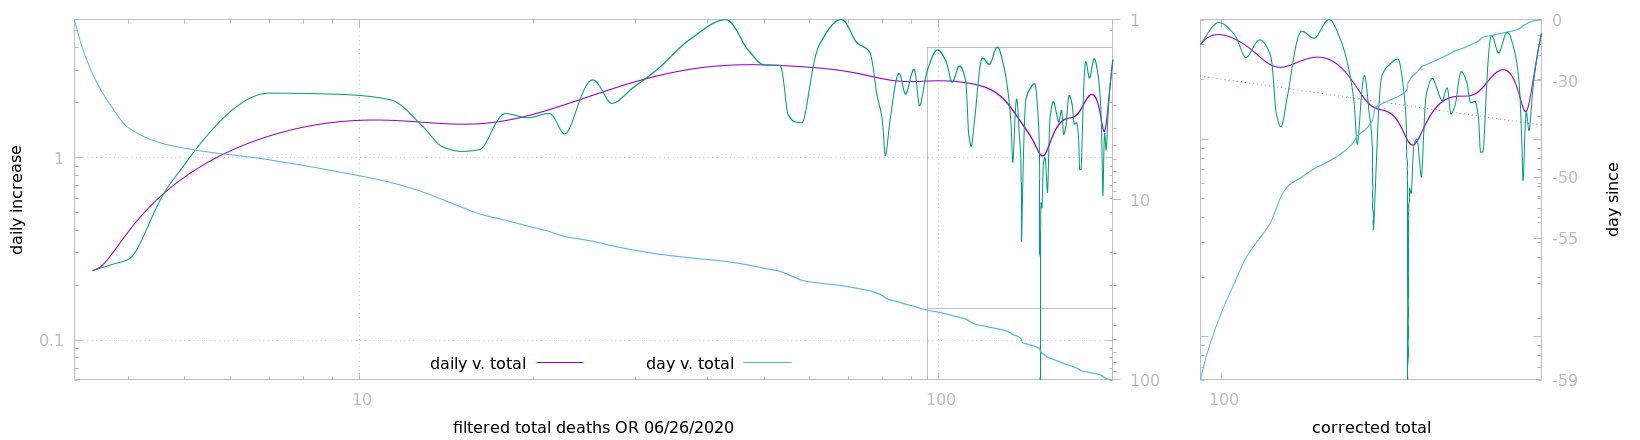 daily increase
1
0.1
10
100
1
10
100
daily v. total
day v. total
filtered total deaths OR 06/26/2020
0
-30
-50
-55
-59
day since
100
corrected total